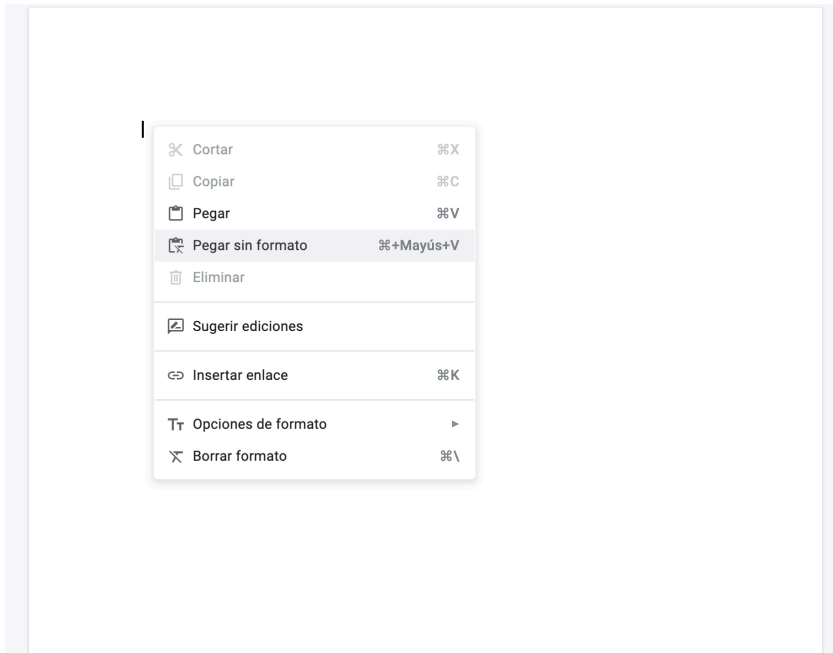 Cortar ⌘X
Copiar ⌘C
Pegar ⌘V
Pegar sin formato ⌘+Mayús+V
Eliminar
Sugerir ediciones
Insertar enlace ⌘K
Opciones de formato ►
Borrar formato ⌘\